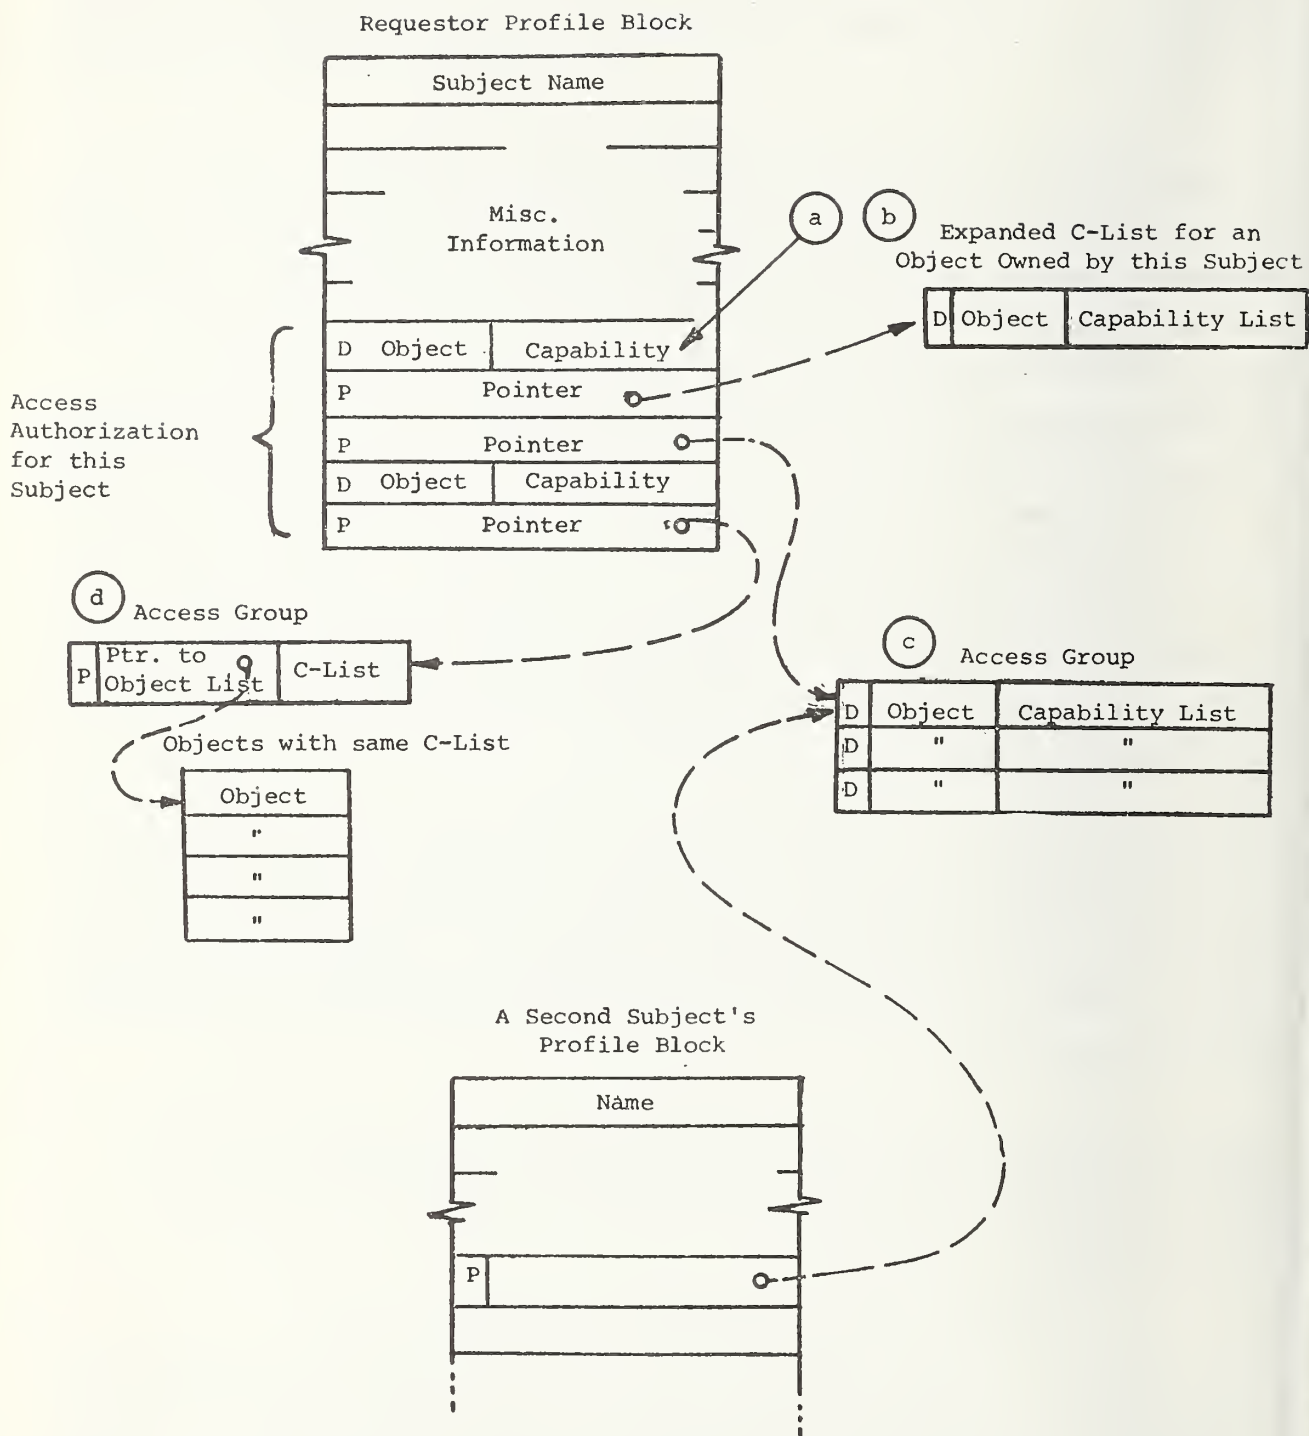 Requestor Profile Block
Subject Name
Misc.
Information
a
b
Expanded C-List for an
Object Owned by this Subject
D Object Capability List
D Object Capability
P Pointer
P Pointer
D Object Capability
P Pointer
Access
Authorization
for this
Subject
d
Access Group
P Ptr. to
Object List
C-List
Objects with same C-List
Object
"
"
"
c
Access Group
D Object Capability List
D " "
D " "
A Second Subject's
Profile Block
Name
P